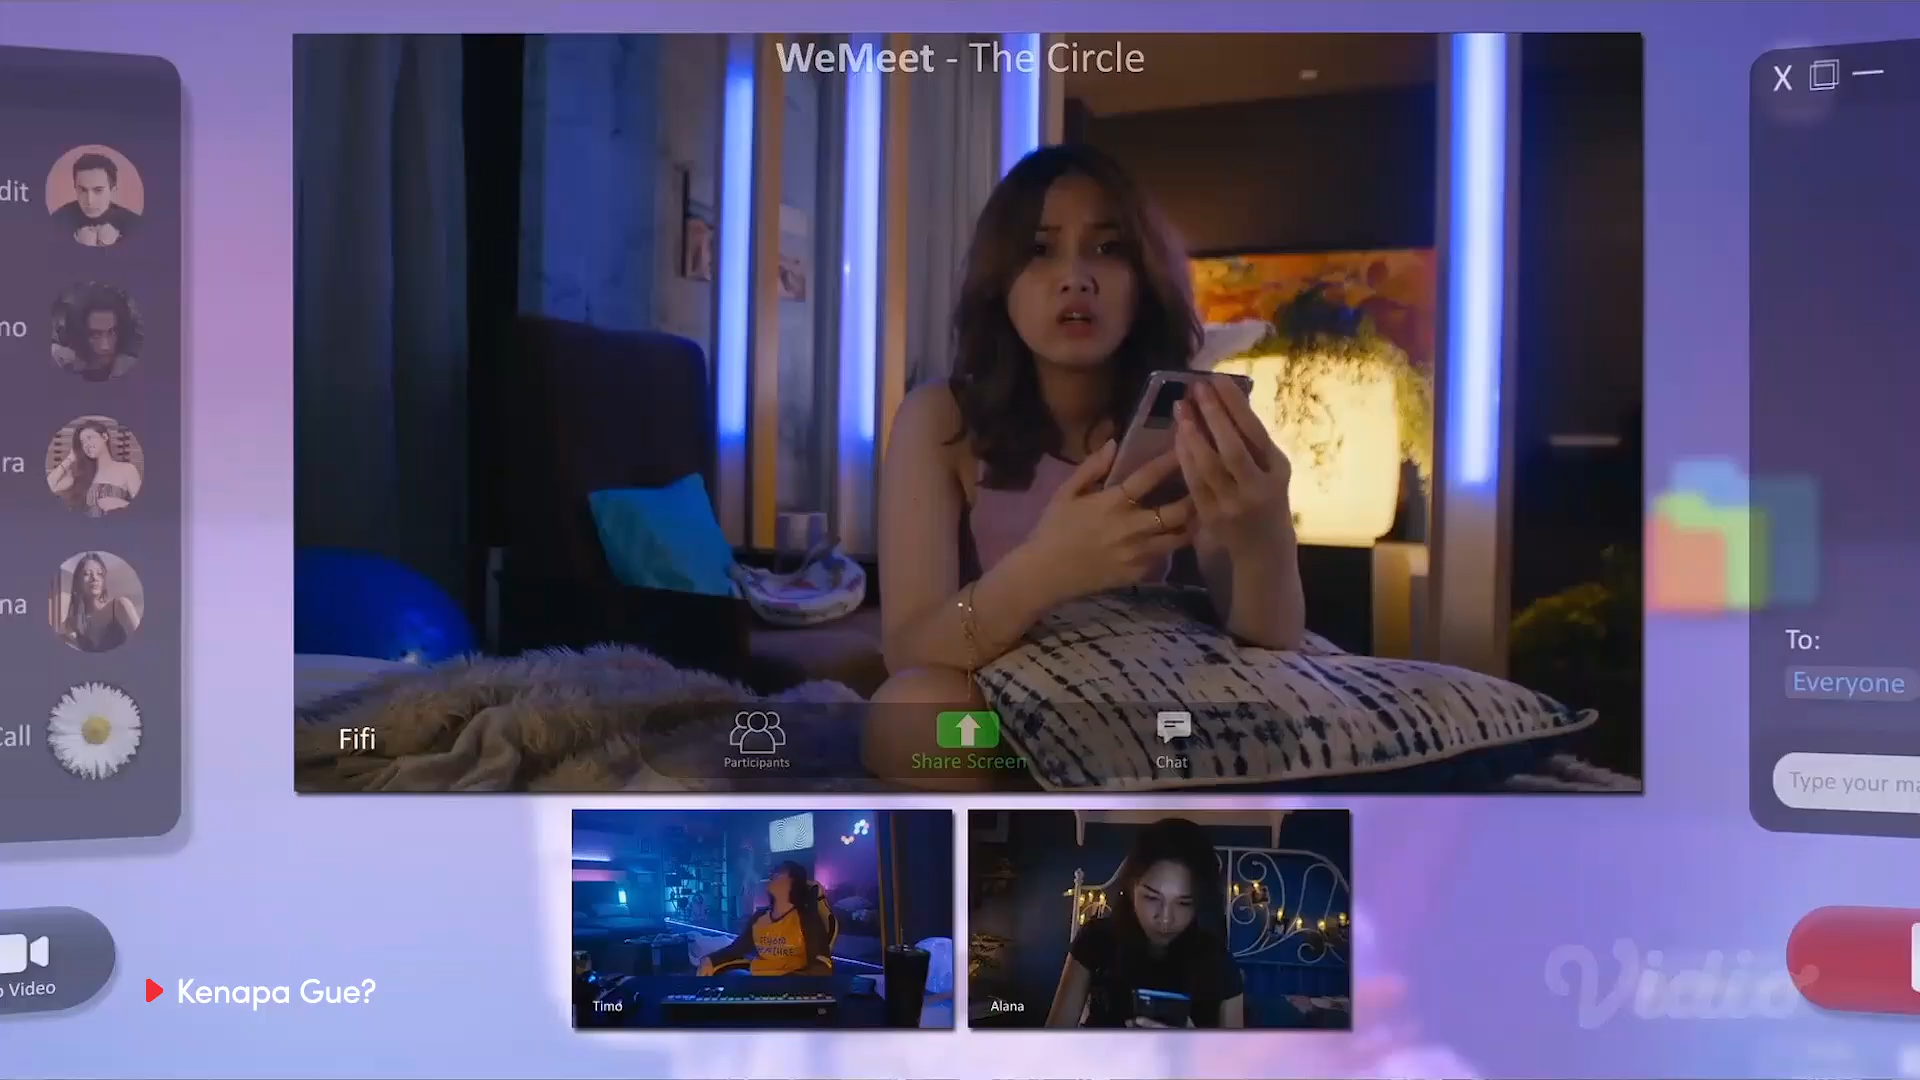 WeMeet - The Circle
X
dit
mo
ra
na
Call
Fifi
Participants
Share Screen
Chat
To:
Everyone
Type your m
Timo
Alana
Video
Kenapa Gue?
Vidio